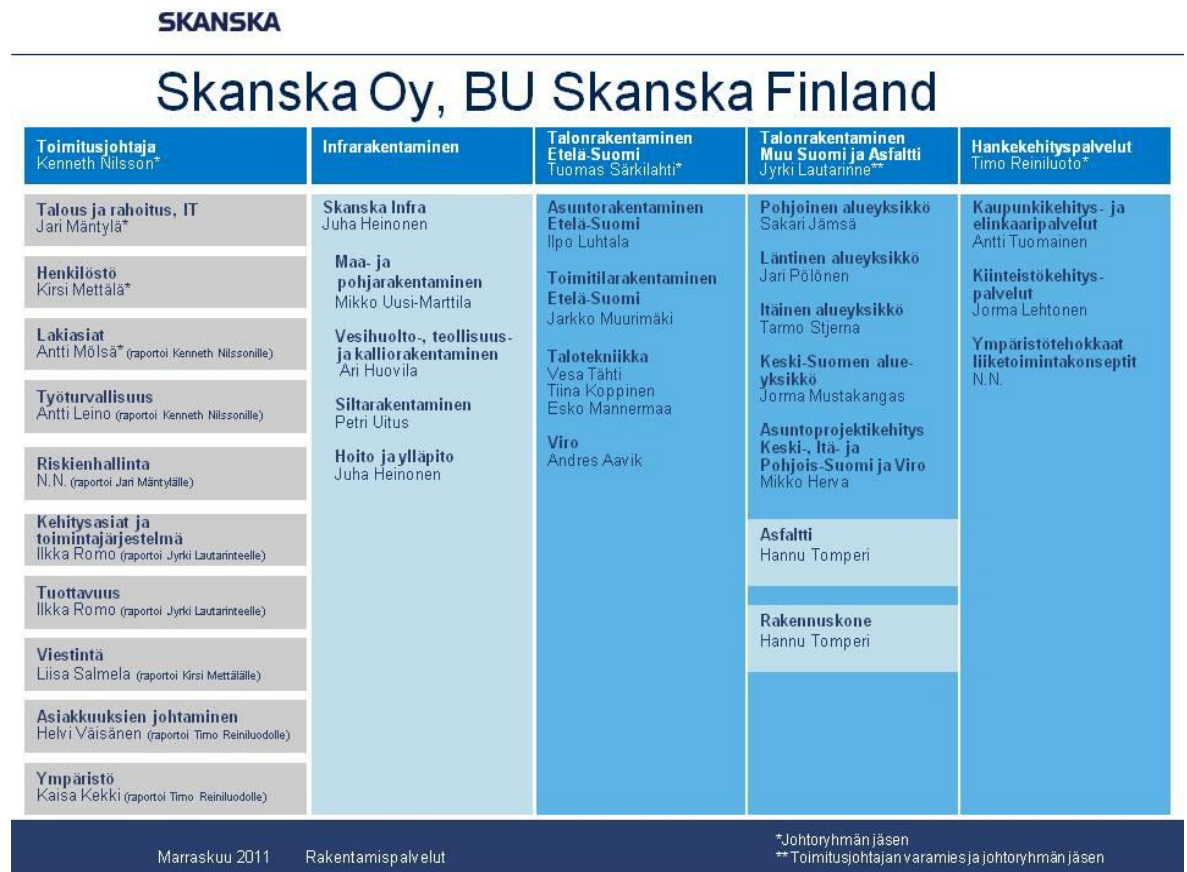 SKANSKA
Skanska Oy, BU Skanska Finland
Toimitusjohtaja
Kenneth Nilsson*
Talous ja rahoitus, IT
Jari Mäntylä*
Henkilöstö
Kirsi Mettälä*
Lakiasiat
Antti Mölsä* (raportoi Kenneth Nilssonille)
Työturvallisuus
Antti Leino (raportoi Kenneth Nilssonille)
Riskienhallinta
N.N. (raportoi Jari Mäntylälle)
Kehitysasiat ja
toimintajärjestelmä
Ilkka Romo (raportoi Jyrki Lautarinteelle)
Tuottavuus
Ilkka Romo (raportoi Jyrki Lautarinteelle)
Viestintä
Liisa Salmela (raportoi Kirsi Mettälälle)
Asiakkuuksien johtaminen
Helvi Väisänen (raportoi Timo Reiniluodolle)
Ympäristö
Kaisa Kekki (raportoi Timo Reiniluodolle)
Infrarakentaminen
Skanska Infra
Juha Heinonen
Maa- ja
pohjarakentaminen
Mikko Uusi-Marttila
Vesihuolto-, teollisuus-
ja kalliorakentaminen
Ari Huovila
Siltarakentaminen
Petri Uitus
Hoito ja ylläpito
Juha Heinonen
Talonrakentaminen
Etelä-Suomi
Tuomas Särkilahti*
Asuntorakentaminen
Etelä-Suomi
Ilpo Luhtala
Toimitilarakentaminen
Etelä-Suomi
Jarkko Muurimäki
Talotekniikka
Vesa Tähti
Tiina Koppinen
Esko Mannermaa
Viro
Andres Aavik
Talonrakentaminen
Muu Suomi ja Asfaltti
Jyrki Lautarinne**
Pohjoinen alueyksikkö
Sakari Jämsä
Läntinen alueyksikkö
Jari Pölönen
Itäinen alueyksikkö
Tarmo Stjerna
Keski-Suomen alue-
yksikkö
Jorma Mustakangas
Asuntoprojektikehitys
Keski-, Itä- ja
Pohjois-Suomi ja Viro
Mikko Herva
Asfaltti
Hannu Tomperi
Rakennuskone
Hannu Tomperi
Hankekehityspalvelut
Timo Reiniluoto*
Kaupunkikehitys- ja
elinkaaripalvelut
Antti Tuomainen
Kiinteistökehitys-
palvelut
Jorma Lehtonen
Ympäristötehokkaat
liiketoimintakonseptit
N.N.
Marraskuu 2011 Rakentamispalvelut
*Johtoryhmän jäsen
**Toimitusjohtajan varamies ja johtoryhmän jäsen